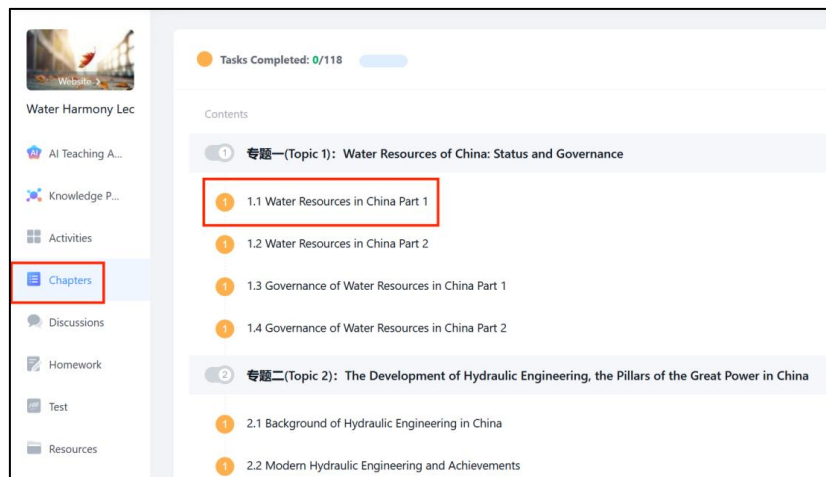 Website >
Water Harmony Lec
AI Teaching A...
Knowledge P...
Activities
Chapters
Discussions
Homework
Test
Resources
Tasks Completed: 0/118
Contents
1 专题一(Topic 1)：Water Resources of China: Status and Governance
1 1.1 Water Resources in China Part 1
1 1.2 Water Resources in China Part 2
1 1.3 Governance of Water Resources in China Part 1
1 1.4 Governance of Water Resources in China Part 2
2 专题二(Topic 2)：The Development of Hydraulic Engineering, the Pillars of the Great Power in China
1 2.1 Background of Hydraulic Engineering in China
1 2.2 Modern Hydraulic Engineering and Achievements